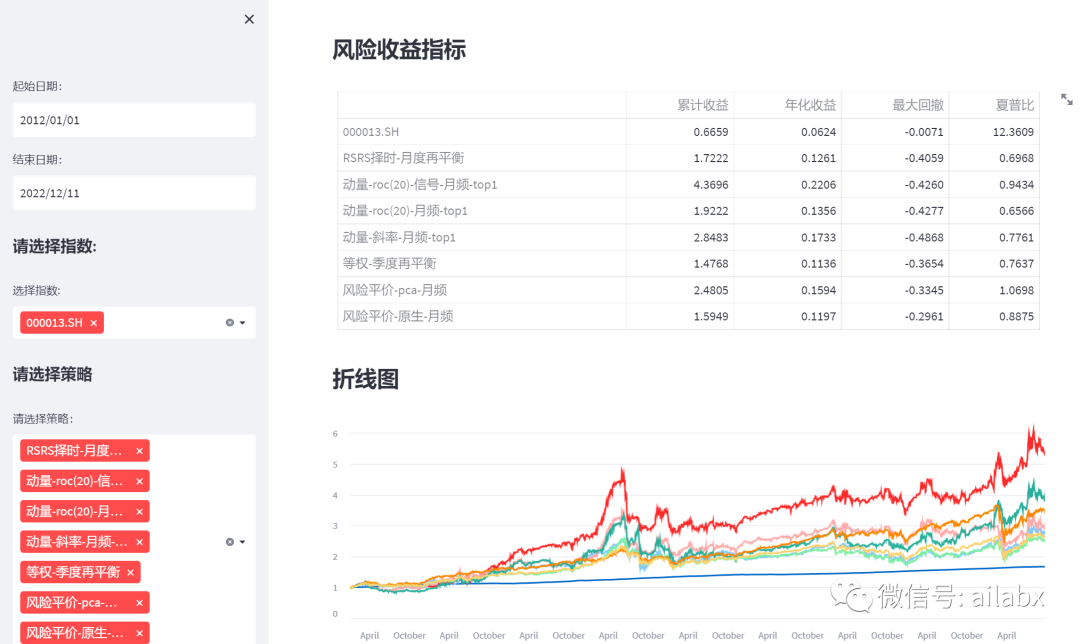 ×
起始日期:
2012/01/01
结束日期:
2022/12/11
请选择指数:
选择指数:
000013.SH ×
请选择策略
请选择策略:
RSRS择时-月度... ×
动量-roc(20)-信... ×
动量-roc(20)-月... ×
动量-斜率-月频-... ×
等权-季度再平衡 ×
风险平价-pca-... ×
风险平价-原生-... ×
风险收益指标
累计收益 年化收益 最大回撤 夏普比
000013.SH 0.6659 0.0624 -0.0071 12.3609
RSRS择时-月度再平衡 1.7222 0.1261 -0.4059 0.6968
动量-roc(20)-信号-月频-top1 4.3696 0.2206 -0.4260 0.9434
动量-roc(20)-月频-top1 1.9222 0.1356 -0.4277 0.6566
动量-斜率-月频-top1 2.8483 0.1733 -0.4868 0.7761
等权-季度再平衡 1.4768 0.1136 -0.3654 0.7637
风险平价-pca-月频 2.4805 0.1594 -0.3345 1.0698
风险平价-原生-月频 1.5949 0.1197 -0.2961 0.8875
折线图
6
5
4
3
2
1
0
April October April October April October April October April October April October April October April October April
微信号: ailabx